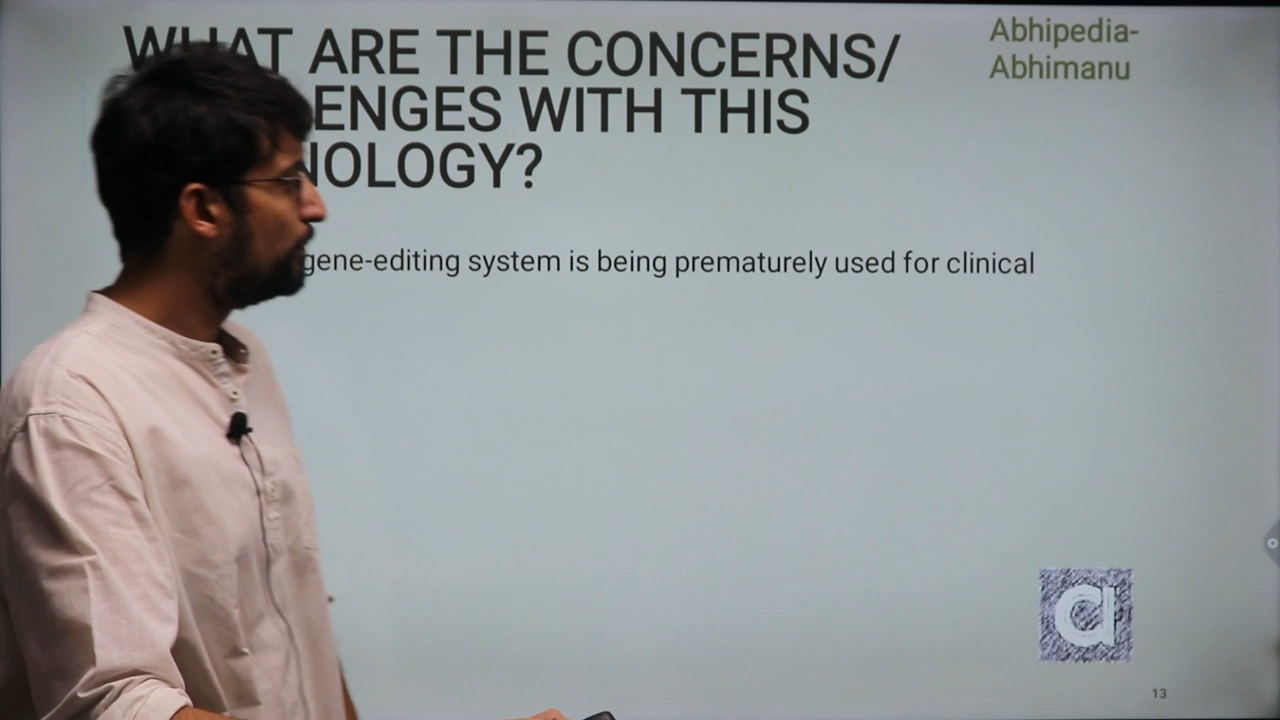 WHAT ARE THE CONCERNS/
ENGES WITH THIS
NOLOGY?
Abhipedia-
Abhimanu
gene-editing system is being prematurely used for clinical
13